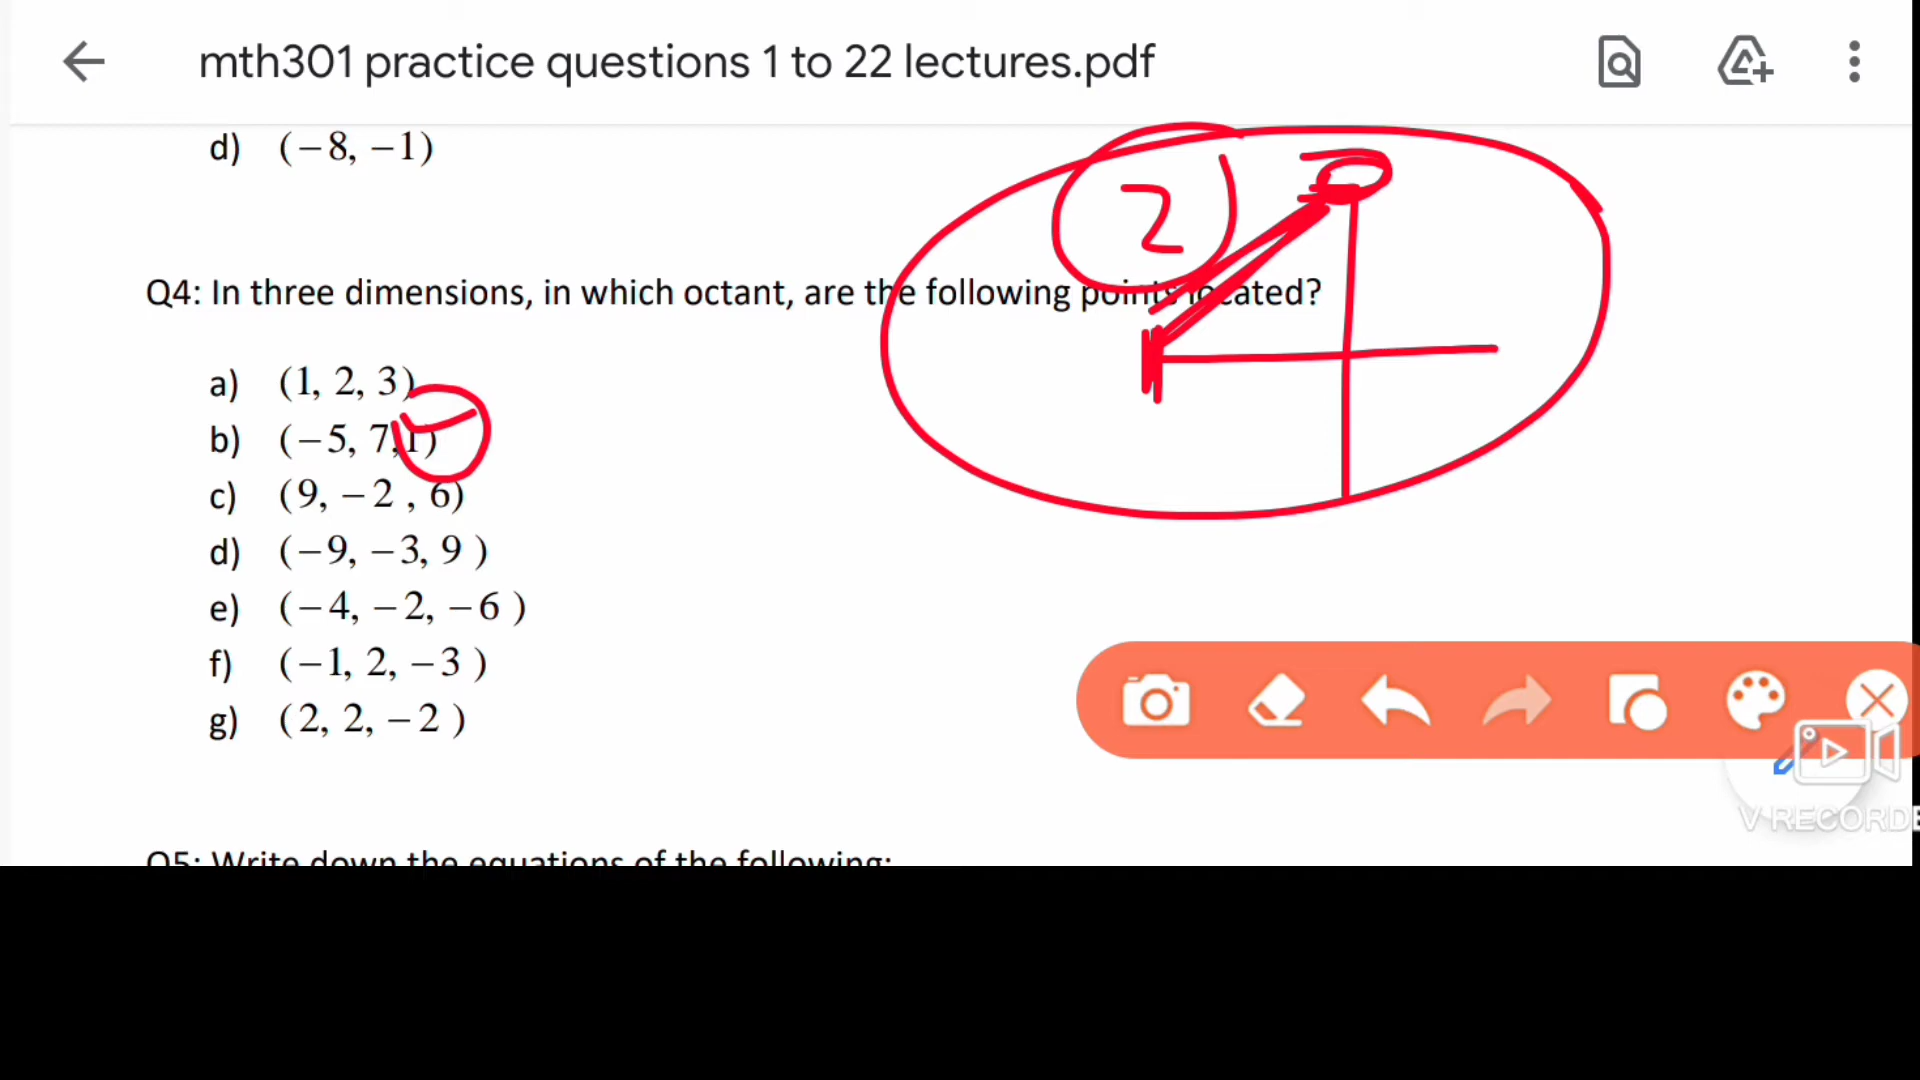 mth301 practice questions 1 to 22 lectures.pdf
d) (−8, −1)
2
Q4: In three dimensions, in which octant, are the following points located?
a) (1, 2, 3)
b) (−5, 7,1)
c) (9, −2 , 6)
d) (−9, −3, 9 )
e) (−4, −2, −6 )
f) (−1, 2, −3 )
g) (2, 2, −2 )
V RECORDE
Q5: Write down the equations of the following: